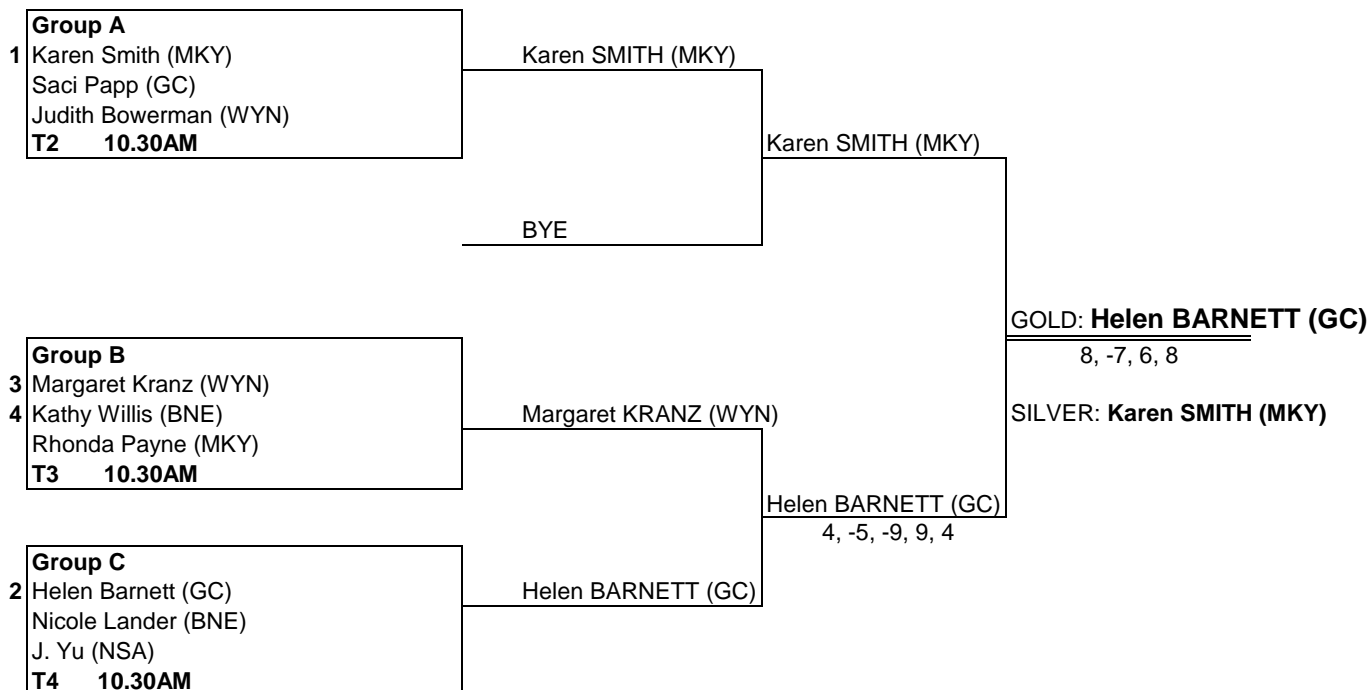 Group A
1 Karen Smith (MKY)
Saci Papp (GC)
Judith Bowerman (WYN)
T2 10.30AM
Karen SMITH (MKY)
Karen SMITH (MKY)
BYE
GOLD: Helen BARNETT (GC)
8, -7, 6, 8
SILVER: Karen SMITH (MKY)
Group B
3 Margaret Kranz (WYN)
4 Kathy Willis (BNE)
Rhonda Payne (MKY)
T3 10.30AM
Margaret KRANZ (WYN)
Helen BARNETT (GC)
4, -5, -9, 9, 4
Group C
2 Helen Barnett (GC)
Nicole Lander (BNE)
J. Yu (NSA)
T4 10.30AM
Helen BARNETT (GC)